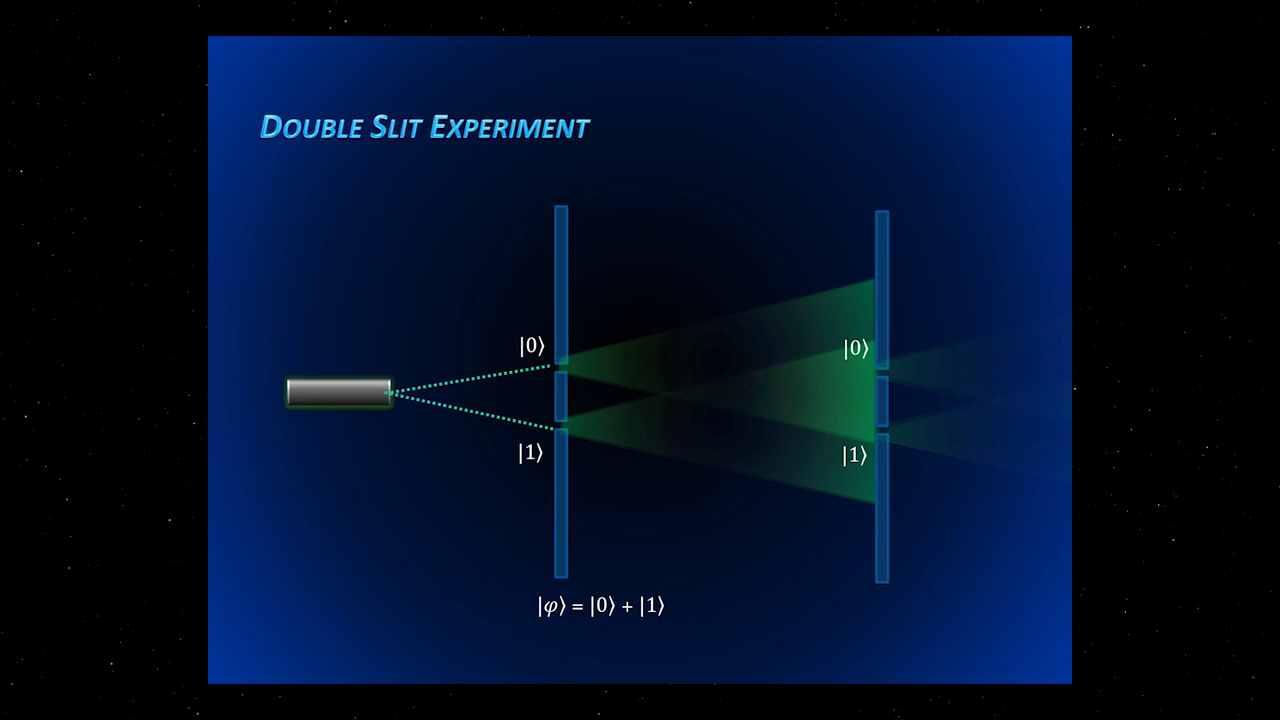 DOUBLE SLIT EXPERIMENT
|0⟩
|0⟩
|1⟩
|1⟩
|φ⟩ = |0⟩ + |1⟩